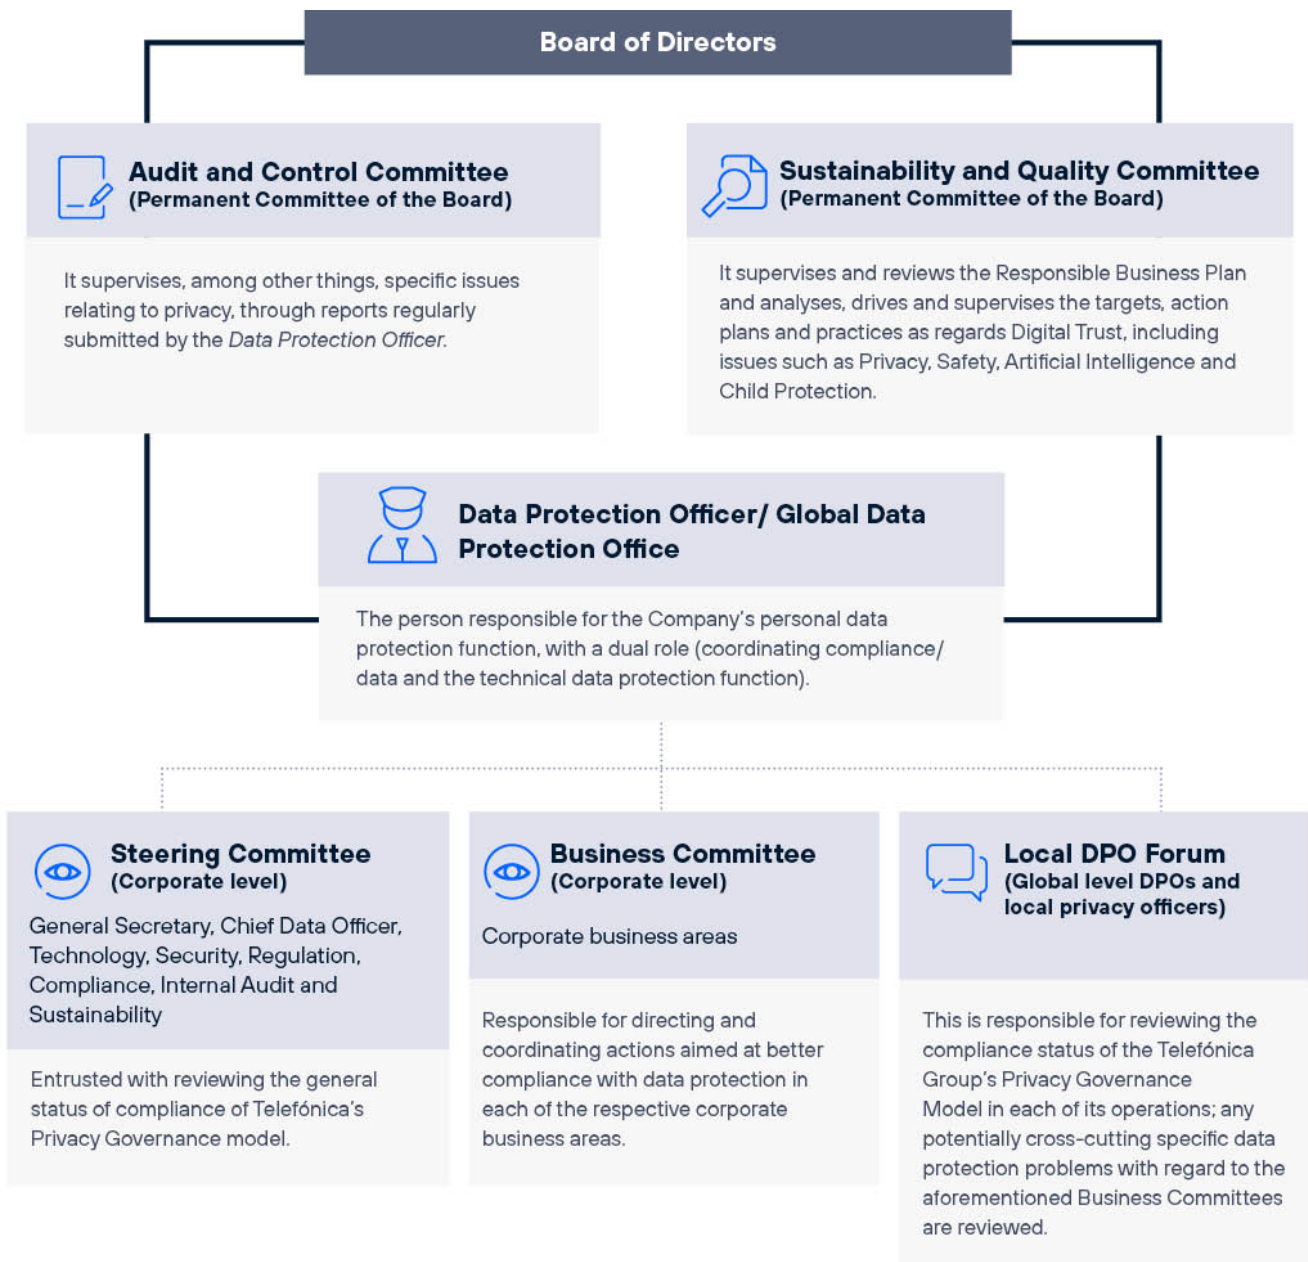 Board of Directors
Audit and Control Committee
(Permanent Committee of the Board)
It supervises, among other things, specific issues
relating to privacy, through reports regularly
submitted by the Data Protection Officer.
Sustainability and Quality Committee
(Permanent Committee of the Board)
It supervises and reviews the Responsible Business Plan
and analyses, drives and supervises the targets, action
plans and practices as regards Digital Trust, including
issues such as Privacy, Safety, Artificial Intelligence and
Child Protection.
Data Protection Officer/ Global Data
Protection Office
The person responsible for the Company's personal data
protection function, with a dual role (coordinating compliance/
data and the technical data protection function).
Steering Committee
(Corporate level)
General Secretary, Chief Data Officer,
Technology, Security, Regulation,
Compliance, Internal Audit and
Sustainability
Entrusted with reviewing the general
status of compliance of Telefónica's
Privacy Governance model.
Business Committee
(Corporate level)
Corporate business areas
Responsible for directing and
coordinating actions aimed at better
compliance with data protection in
each of the respective corporate
business areas.
Local DPO Forum
(Global level DPOs and
local privacy officers)
This is responsible for reviewing the
compliance status of the Telefónica
Group's Privacy Governance
Model in each of its operations; any
potentially cross-cutting specific data
protection problems with regard to the
aforementioned Business Committees
are reviewed.